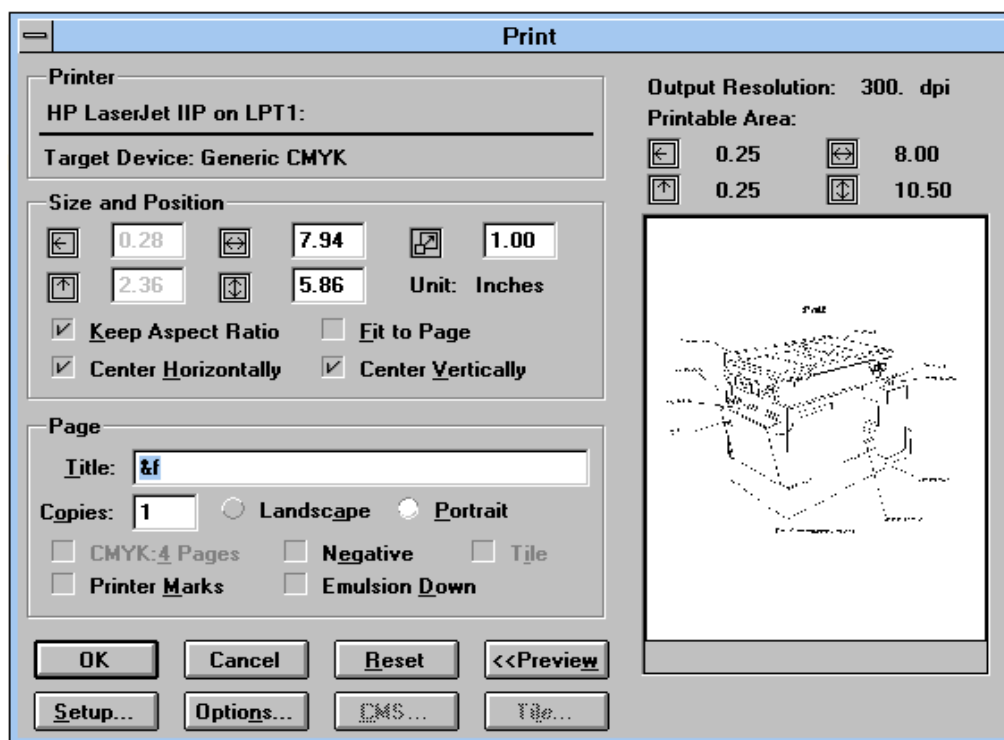 Print
Printer
HP LaserJet IIP on LPT1:
Target Device: Generic CMYK
Size and Position
0.28 7.94 1.00
2.36 5.86 Unit: Inches
Keep Aspect Ratio Fit to Page
Center Horizontally Center Vertically
Page
Title: &f
Copies: 1 Landscape Portrait
CMYK:4 Pages Negative Tile
Printer Marks Emulsion Down
OK Cancel Reset <<Preview
Setup... Options... CMS... Tile...
Output Resolution: 300. dpi
Printable Area:
0.25 8.00
0.25 10.50